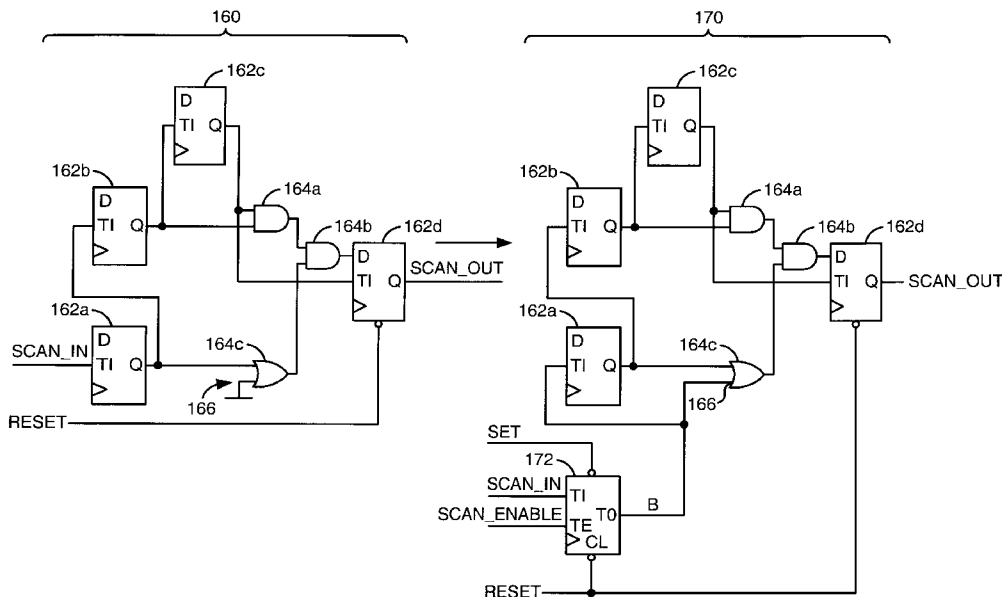 160
170
162c
D
TI Q
162b
D
TI Q
164a
164b
162d
D
TI Q
SCAN_OUT
162a
D
TI Q
SCAN_IN
164c
166
RESET
162c
D
TI Q
162b
D
TI Q
164a
164b
162d
D
TI Q
SCAN_OUT
162a
D
TI Q
164c
166
SET
172
SCAN_IN
TI
SCAN_ENABLE
TE
T0
B
CL
RESET